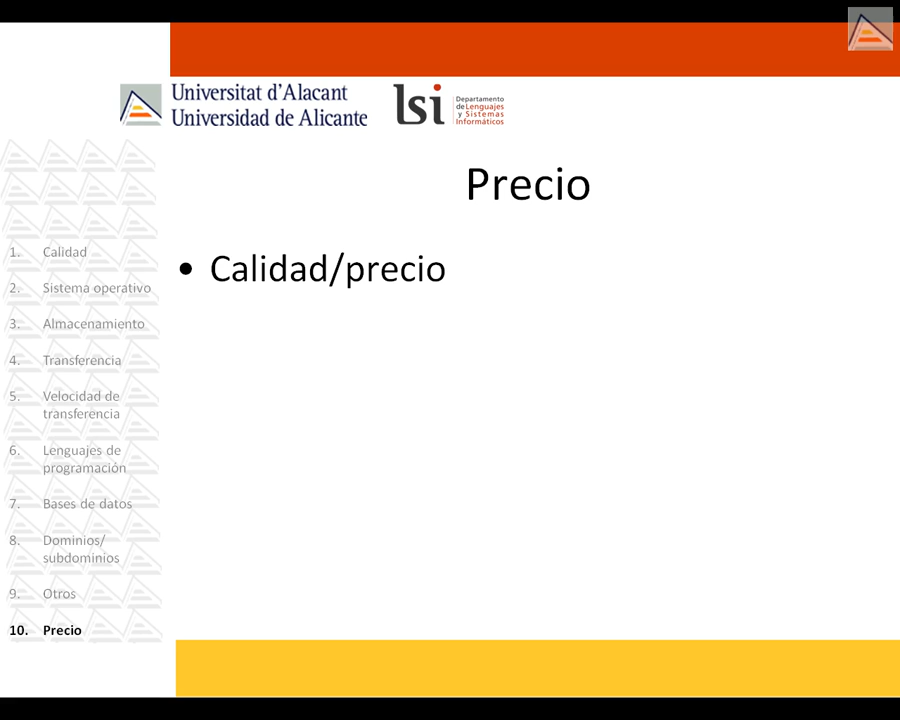 Universitat d'Alacant
Universidad de Alicante
lsi
Departamento
de Lenguajes
y Sistemas
Informáticos
Precio
• Calidad/precio
1. Calidad
2. Sistema operativo
3. Almacenamiento
4. Transferencia
5. Velocidad de
transferencia
6. Lenguajes de
programación
7. Bases de datos
8. Dominios/
subdominios
9. Otros
10. Precio